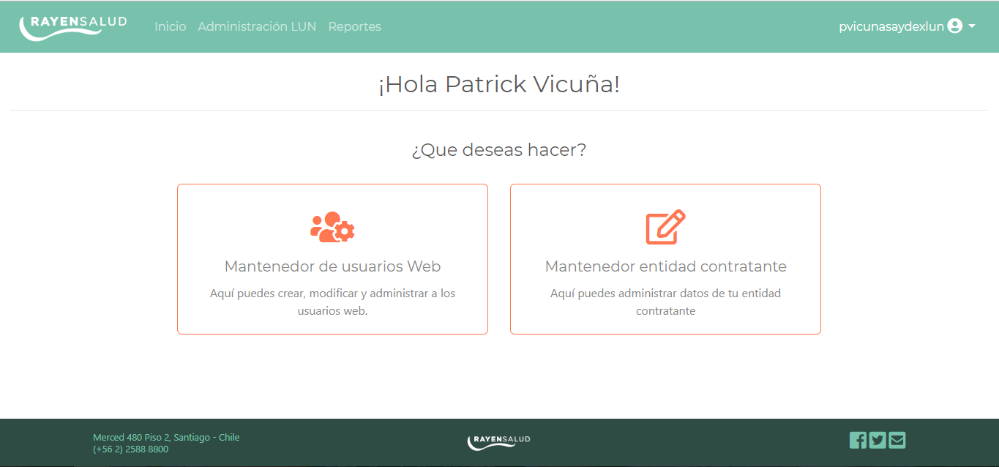 RAYENSALUD
Inicio Administración LUN Reportes
pvicunasaydexlun
¡Hola Patrick Vicuña!
¿Que deseas hacer?
Mantenedor de usuarios Web
Aquí puedes crear, modificar y administrar a los
usuarios web.
Mantenedor entidad contratante
Aquí puedes administrar datos de tu entidad
contratante
Merced 480 Piso 2, Santiago - Chile
(+56 2) 2588 8800
RAYENSALUD